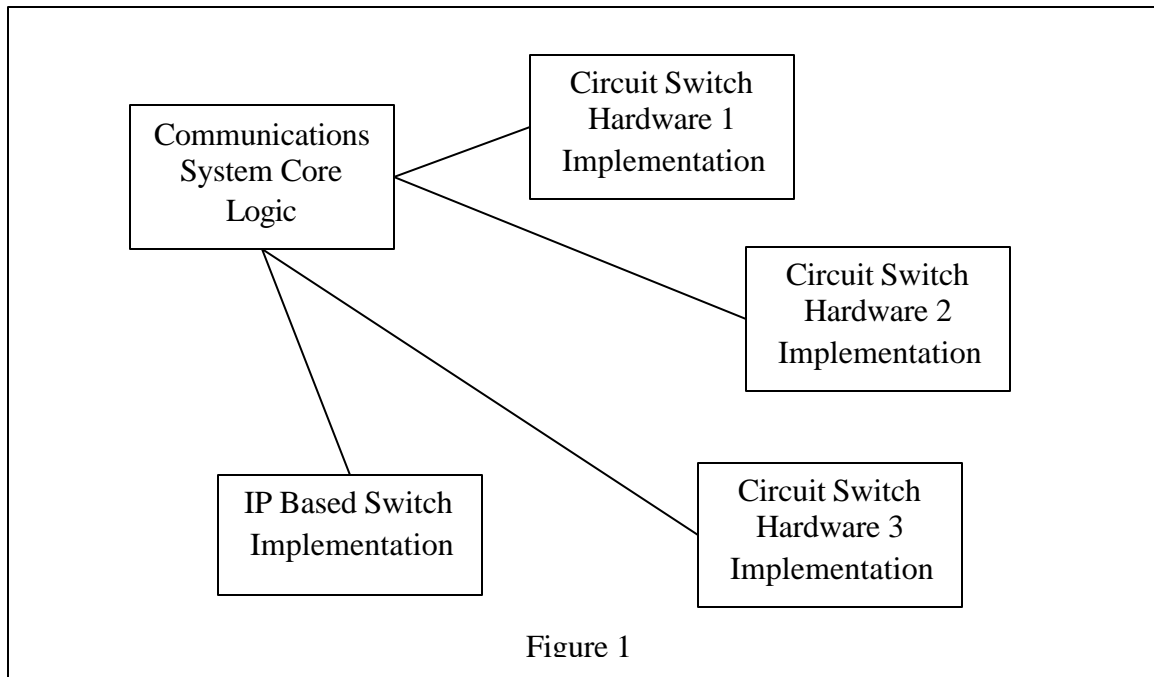 Circuit Switch
Hardware 1
Implementation
Communications
System Core
Logic
Circuit Switch
Hardware 2
Implementation
IP Based Switch
Implementation
Circuit Switch
Hardware 3
Implementation
Figure 1